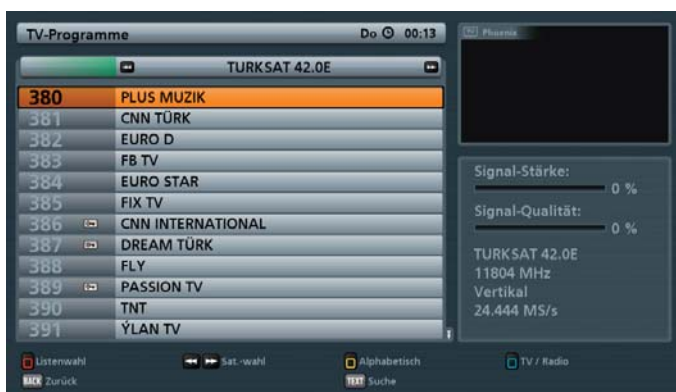 TV-Programme Do 00:13
TV Phoenix
TURKSAT 42.0E
380 PLUS MUZIK
381 CNN TÜRK
382 EURO D
383 FB TV
384 EURO STAR
385 FIX TV
386 CNN INTERNATIONAL
387 DREAM TÜRK
388 FLY
389 PASSION TV
390 TNT
391 ÝLAN TV
Signal-Stärke:
0 %
Signal-Qualität:
0 %
TURKSAT 42.0E
11804 MHz
Vertikal
24.444 MS/s
Listenwahl Sat.-wahl Alphabetisch TV / Radio
BACK Zurück TEXT Suche